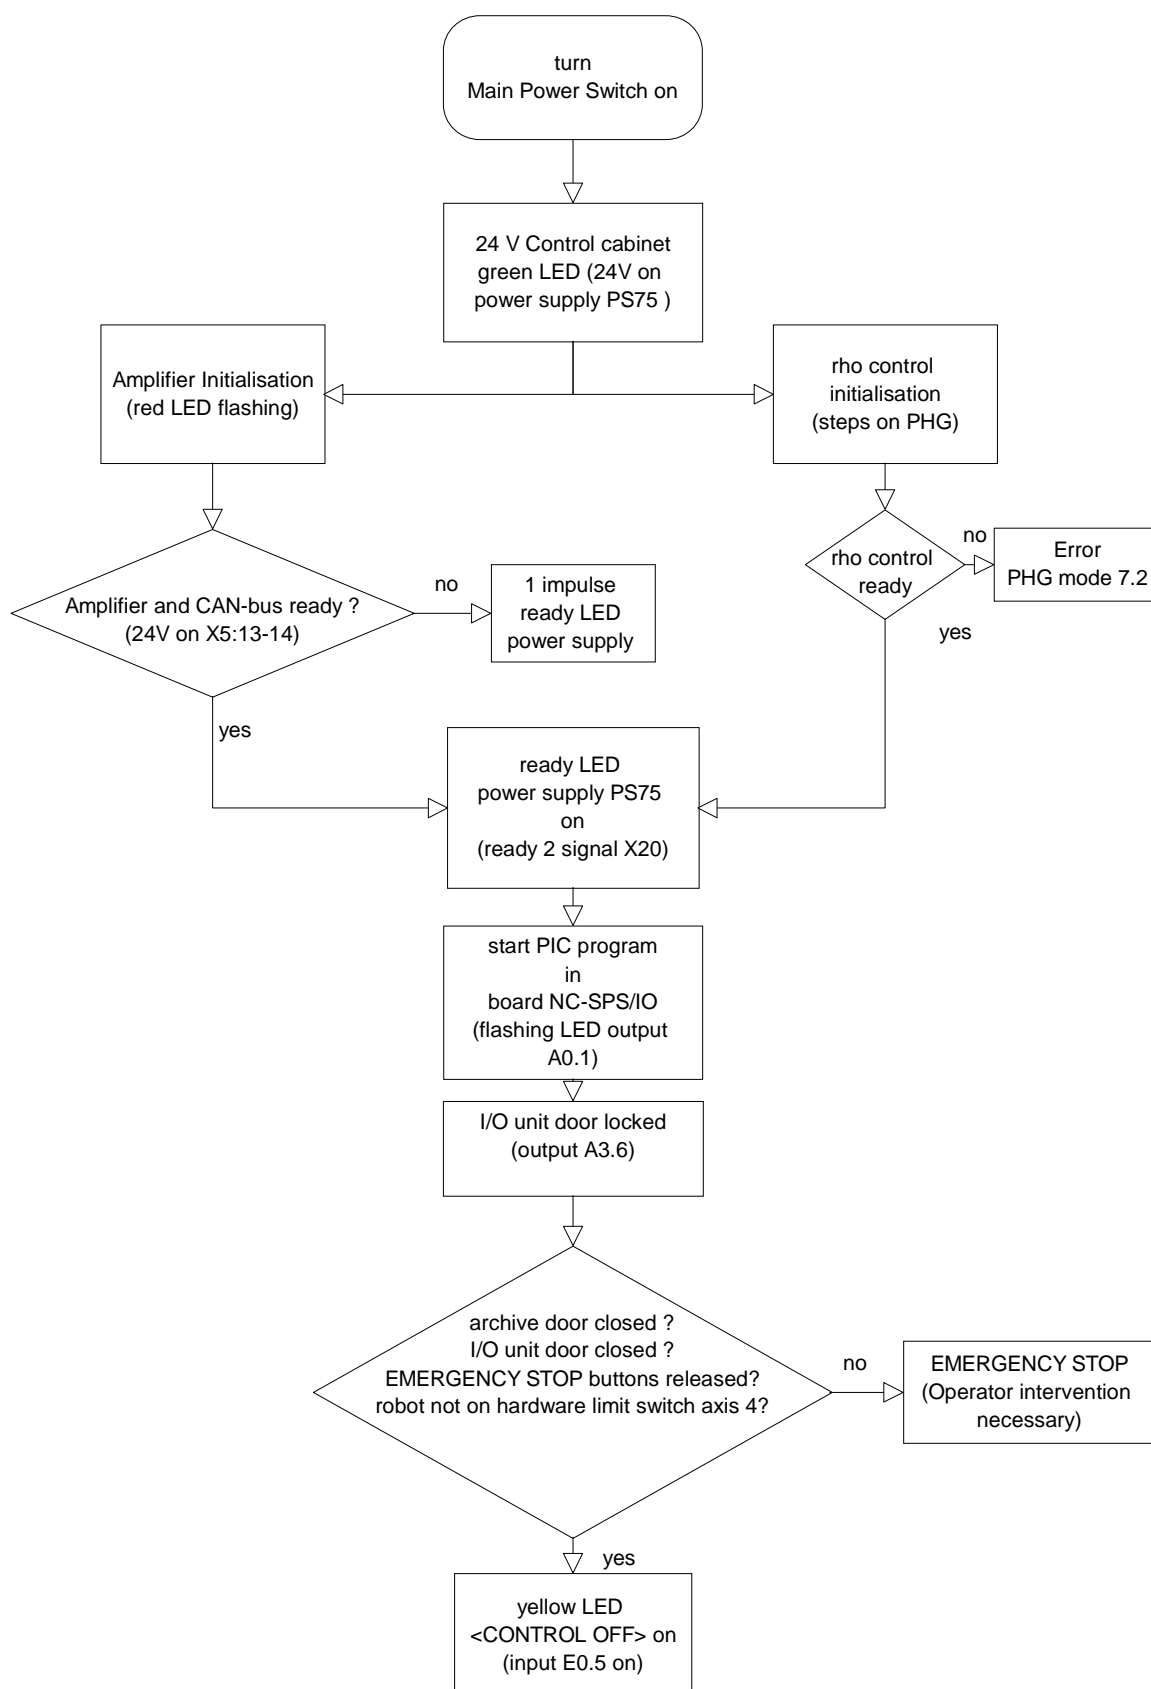 turn
Main Power Switch on
24 V Control cabinet
green LED (24V on
power supply PS75 )
Amplifier Initialisation
(red LED flashing)
rho control
initialisation
(steps on PHG)
Amplifier and CAN-bus ready ?
(24V on X5:13-14)
no
1 impulse
ready LED
power supply
rho control
ready
no
Error
PHG mode 7.2
yes
yes
ready LED
power supply PS75
on
(ready 2 signal X20)
start PIC program
in
board NC-SPS/IO
(flashing LED output
A0.1)
I/O unit door locked
(output A3.6)
archive door closed ?
I/O unit door closed ?
EMERGENCY STOP buttons released?
robot not on hardware limit switch axis 4?
no
EMERGENCY STOP
(Operator intervention
necessary)
yes
yellow LED
<CONTROL OFF> on
(input E0.5 on)